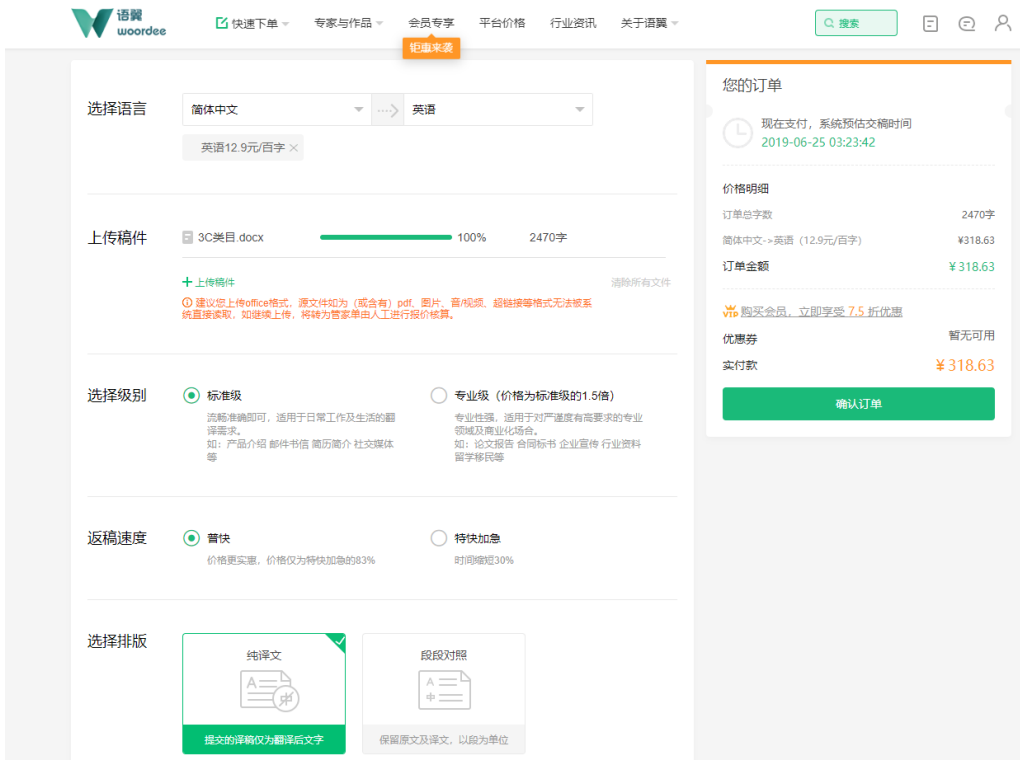 语翼
woordee
快速下单
专家与作品
会员专享
平台价格
行业资讯
关于语翼
搜索
钜惠来袭
选择语言
简体中文
英语
英语12.9元/百字
上传稿件
3C类目.docx
100%
2470字
上传稿件
清除所有文件
建议您上传office格式，源文件如为（或含有）pdf、图片、音/视频、超链接等格式无法被系
统直接读取，如继续上传，将转为管家单由人工进行报价核算。
选择级别
标准级
流畅准确即可，适用于日常工作及生活的翻
译需求。
如：产品介绍 邮件书信 简历简介 社交媒体
等
专业级（价格为标准级的1.5倍）
专业性强，适用于对严谨度有高要求的专业
领域及商业化场合。
如：论文报告 合同标书 企业宣传 行业资料
留学移民等
返稿速度
普快
价格更实惠，价格仅为特快加急的83%
特快加急
时间缩短30%
选择排版
纯译文
A
中
提交的译稿仅为翻译后文字
段段对照
A
中
保留原文及译文，以段为单位
您的订单
现在支付，系统预估交稿时间
2019-06-25 03:23:42
价格明细
订单总字数
2470字
简体中文->英语（12.9元/百字）
¥318.63
订单金额
¥318.63
VIP
购买会员，立即享受 7.5 折优惠
优惠券
暂无可用
实付款
¥318.63
确认订单